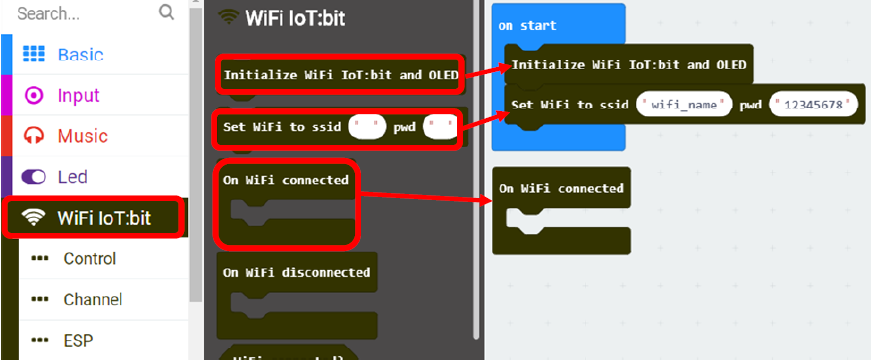 Search...
Basic
Input
Music
Led
WiFi IoT:bit
Control
Channel
ESP
WiFi IoT:bit
Initialize WiFi IoT:bit and OLED
Set WiFi to ssid " " pwd " "
On WiFi connected
On WiFi disconnected
on start
Initialize WiFi IoT:bit and OLED
Set WiFi to ssid "wifi_name" pwd "12345678"
On WiFi connected